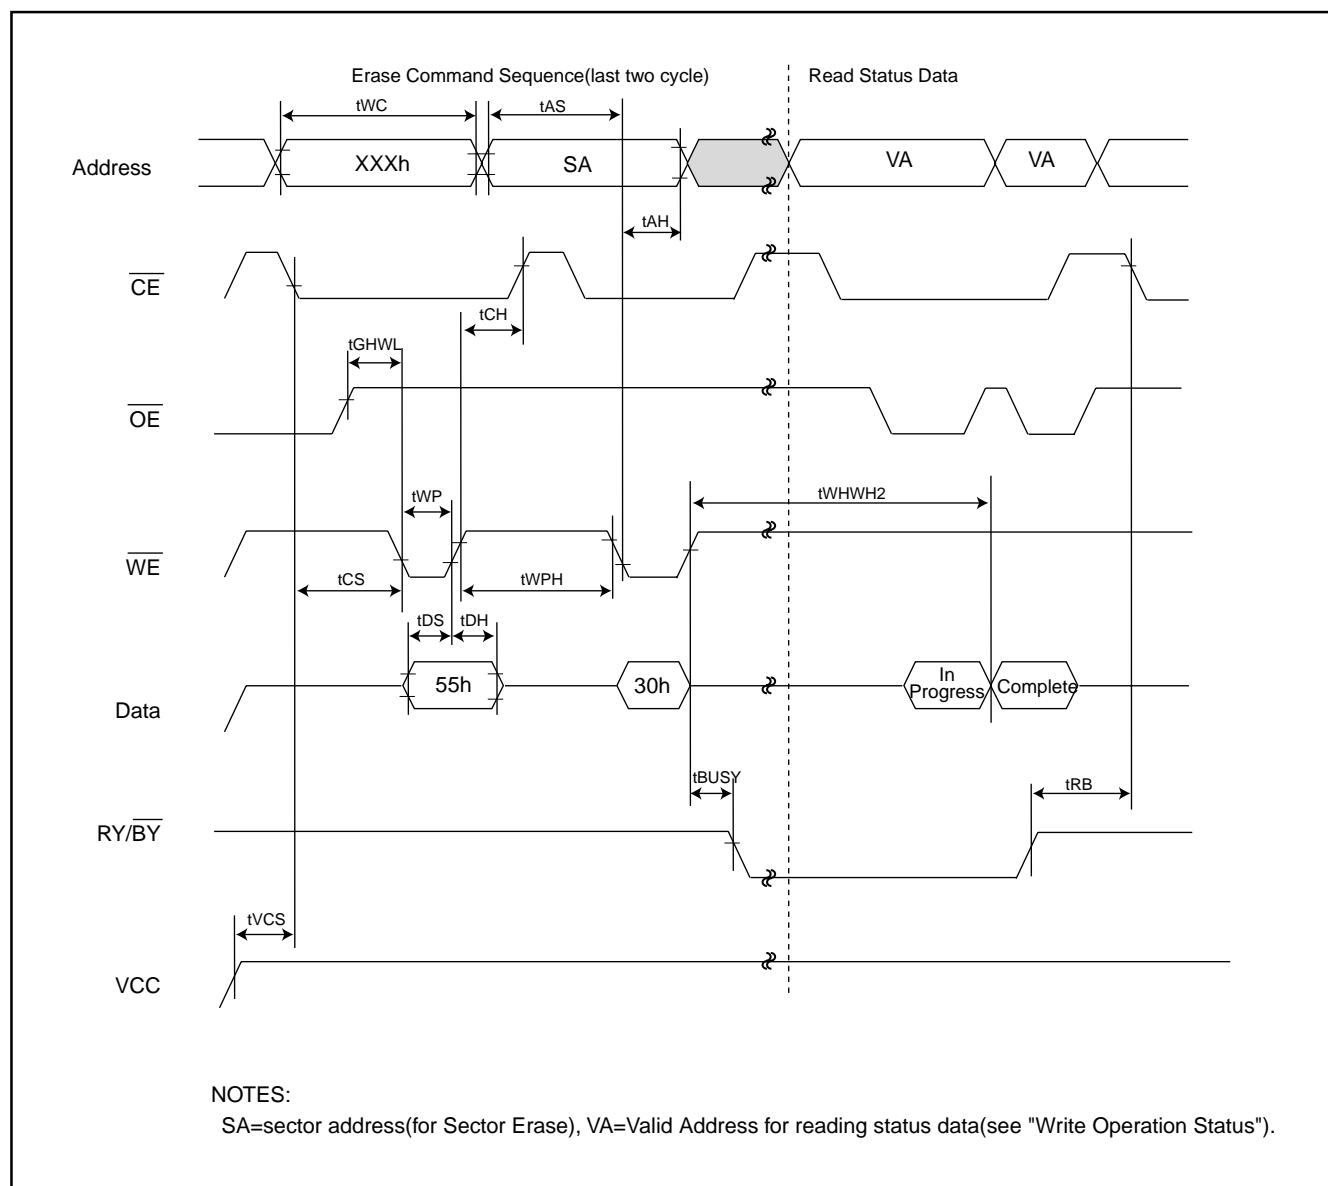 Erase Command Sequence(last two cycle) Read Status Data
tWC tAS
Address XXXh SA VA VA
tAH
CE
tCH
tGHWL
OE
tWHWH2
tWP
WE
tCS tWPH
tDS tDH
55h 30h In Progress Complete
Data
tBUSY tRB
RY/BY
tVCS
VCC
NOTES:
SA=sector address(for Sector Erase), VA=Valid Address for reading status data(see "Write Operation Status").